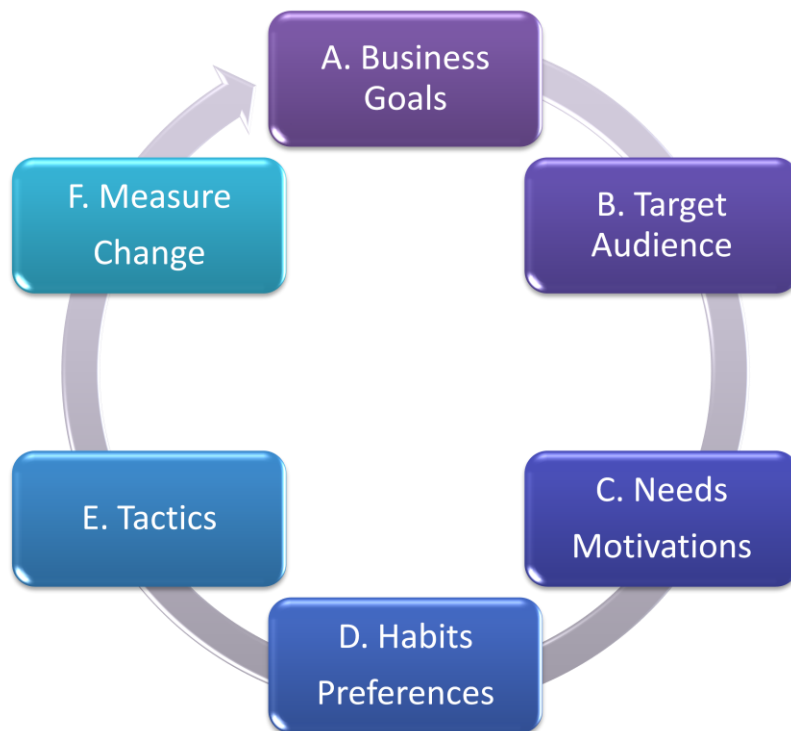 A. Business
Goals
B. Target
Audience
C. Needs
Motivations
D. Habits
Preferences
E. Tactics
F. Measure
Change